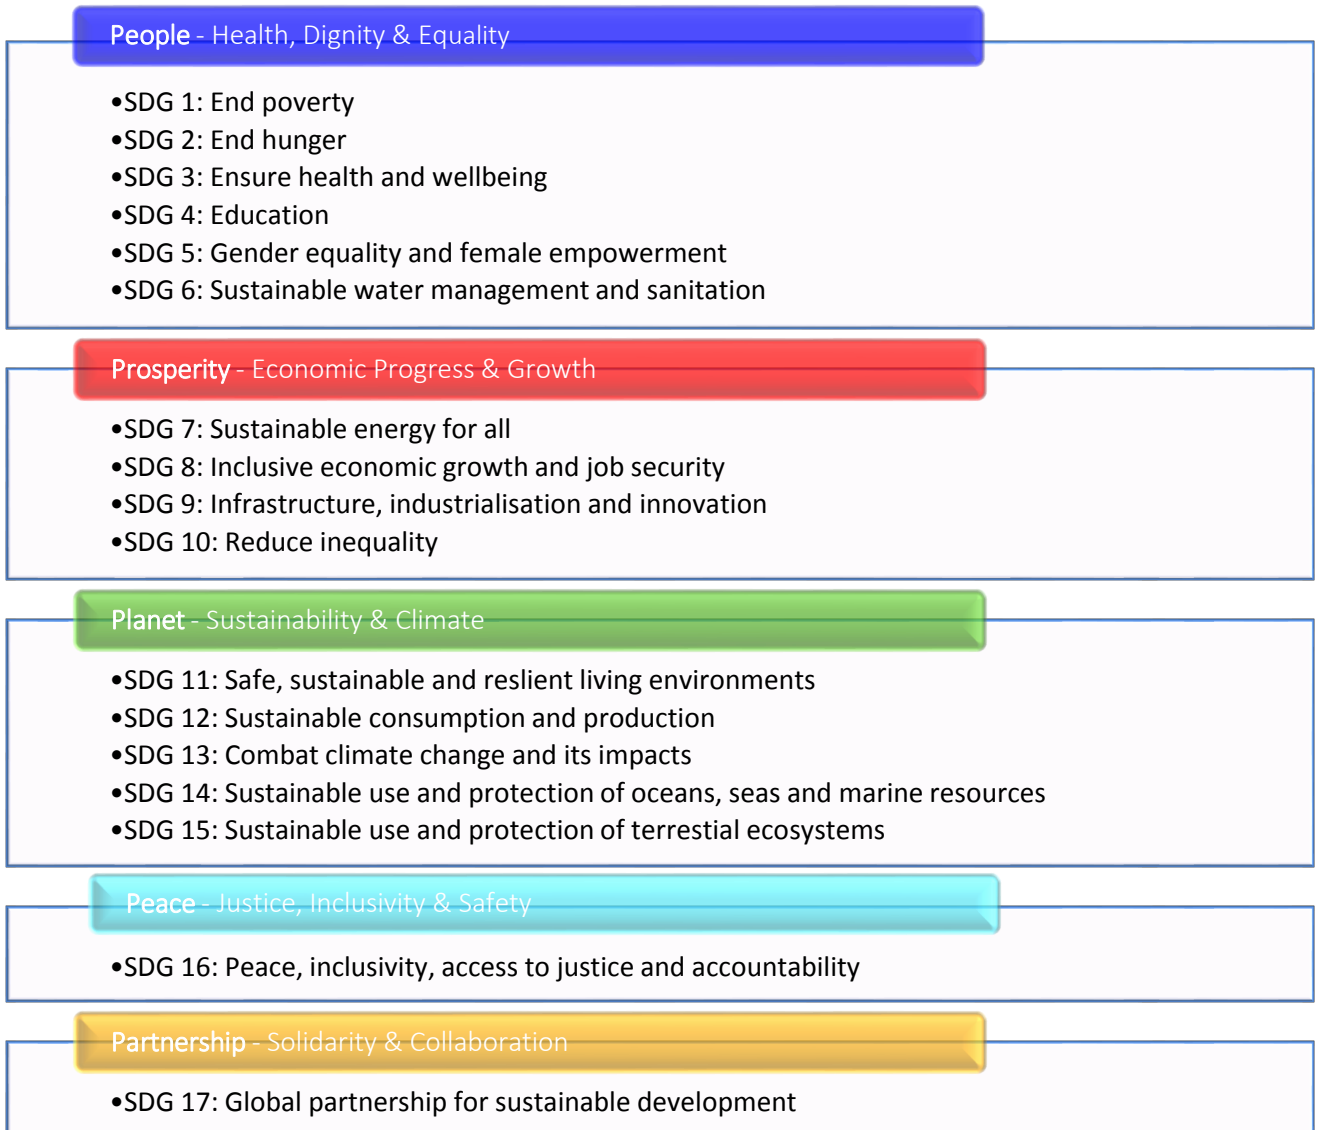 People - Health, Dignity & Equality
•SDG 1: End poverty
•SDG 2: End hunger
•SDG 3: Ensure health and wellbeing
•SDG 4: Education
•SDG 5: Gender equality and female empowerment
•SDG 6: Sustainable water management and sanitation
Prosperity - Economic Progress & Growth
•SDG 7: Sustainable energy for all
•SDG 8: Inclusive economic growth and job security
•SDG 9: Infrastructure, industrialisation and innovation
•SDG 10: Reduce inequality
Planet - Sustainability & Climate
•SDG 11: Safe, sustainable and reslient living environments
•SDG 12: Sustainable consumption and production
•SDG 13: Combat climate change and its impacts
•SDG 14: Sustainable use and protection of oceans, seas and marine resources
•SDG 15: Sustainable use and protection of terrestial ecosystems
Peace - Justice, Inclusivity & Safety
•SDG 16: Peace, inclusivity, access to justice and accountability
Partnership - Solidarity & Collaboration
•SDG 17: Global partnership for sustainable development